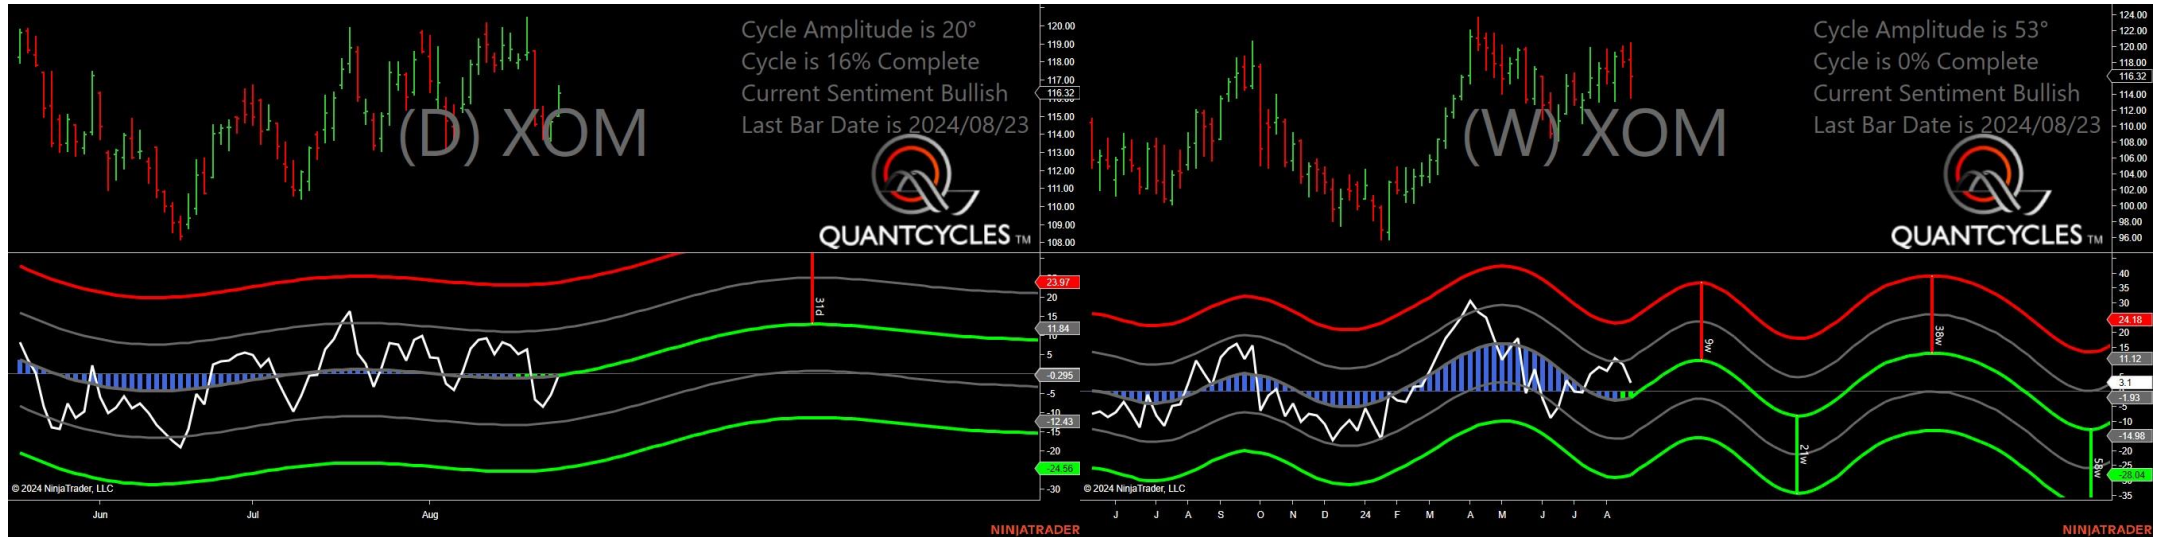 Cycle Amplitude is 20°
Cycle is 16% Complete
Current Sentiment Bullish
Last Bar Date is 2024/08/23
(D) XOM
QUANTCYCLES TM
120.00
119.00
118.00
117.00
116.32
115.00
114.00
113.00
112.00
111.00
110.00
109.00
108.00
31d
23.97
20
15
11.84
10
5
-0.295
-5
-10
-12.43
-15
-20
-24.56
-30
© 2024 NinjaTrader, LLC
Jun Jul Aug
NINJATRADER
Cycle Amplitude is 53°
Cycle is 0% Complete
Current Sentiment Bullish
Last Bar Date is 2024/08/23
(W) XOM
QUANTCYCLES TM
124.00
122.00
120.00
118.00
116.32
114.00
112.00
110.00
108.00
106.00
104.00
102.00
100.00
98.00
96.00
9w
21w
38w
58w
40
35
30
24.18
20
15
11.12
3.1
-1.93
-5
-10
-14.98
-20
-25
-28.04
-35
© 2024 NinjaTrader, LLC
J J A S O N D 24 F M A M J J A
NINJATRADER